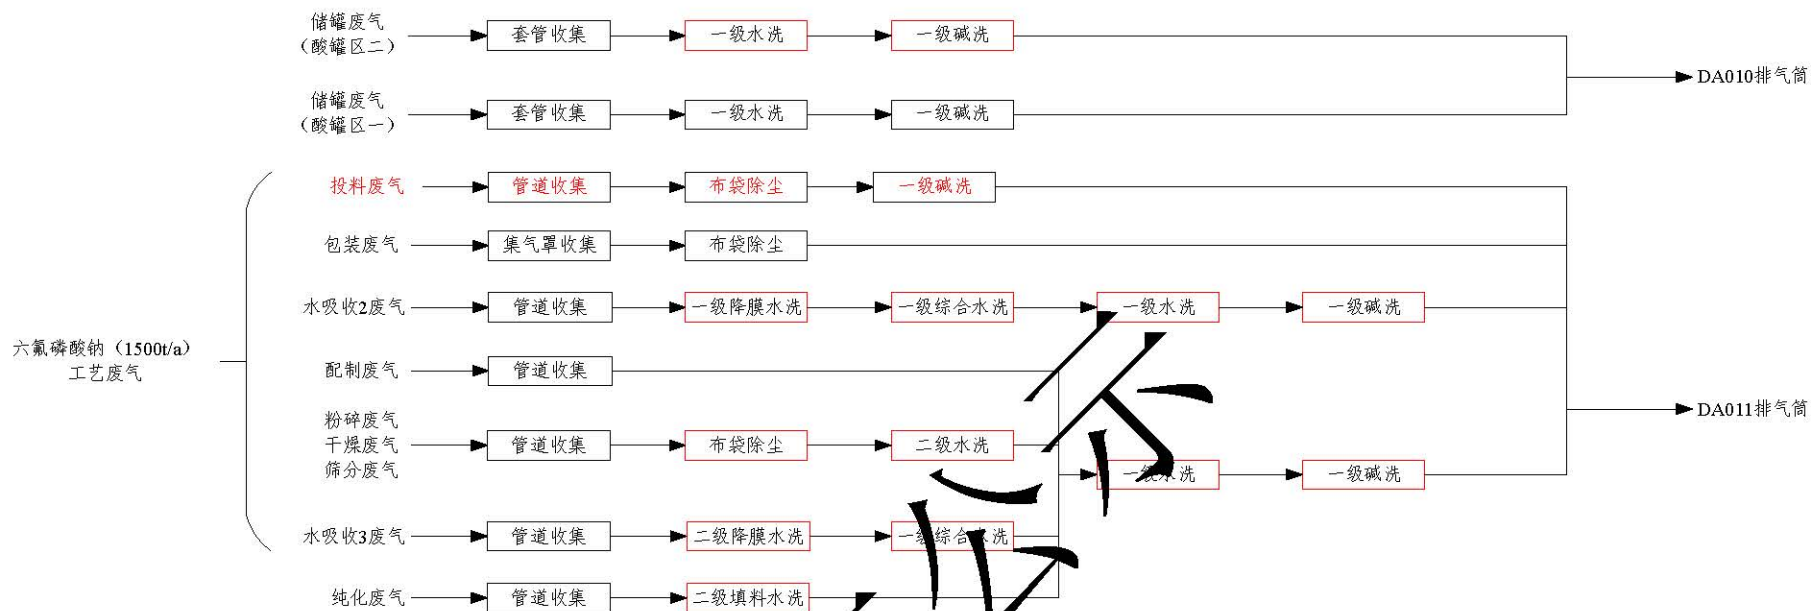 储罐废气
（酸罐区二）
套管收集
一级水洗
一级碱洗
DA010排气筒
储罐废气
（酸罐区一）
套管收集
一级水洗
一级碱洗
投料废气
管道收集
布袋除尘
一级碱洗
包装废气
集气罩收集
布袋除尘
水吸收2废气
管道收集
一级降膜水洗
一级综合水洗
一级水洗
一级碱洗
六氟磷酸钠（1500t/a）
工艺废气
配制废气
管道收集
粉碎废气
干燥废气
筛分废气
管道收集
布袋除尘
二级水洗
一级水洗
一级碱洗
DA011排气筒
水吸收3废气
管道收集
二级降膜水洗
一级综合水洗
纯化废气
管道收集
二级填料水洗